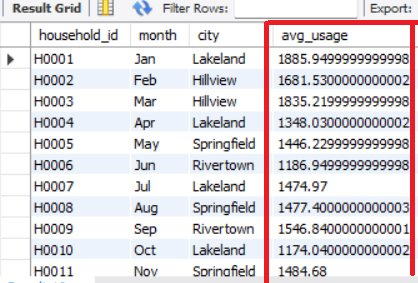 Result Grid Filter Rows: Export:
household_id month city avg_usage
H0001 Jan Lakeland 1885.9499999999998
H0002 Feb Hillview 1681.5300000000002
H0003 Mar Hillview 1835.2199999999998
H0004 Apr Lakeland 1348.0300000000002
H0005 May Springfield 1446.2299999999998
H0006 Jun Rivertown 1186.9499999999998
H0007 Jul Lakeland 1474.97
H0008 Aug Springfield 1477.4000000000003
H0009 Sep Rivertown 1546.8400000000001
H0010 Oct Lakeland 1174.0400000000002
H0011 Nov Springfield 1484.68